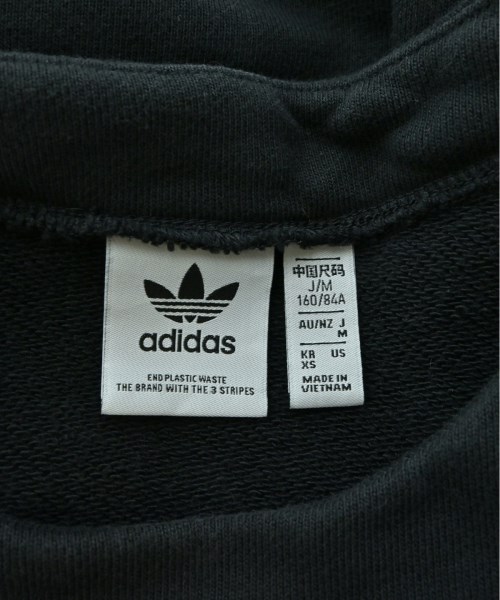 adidas
END PLASTIC WASTE
THE BRAND WITH THE 3 STRIPES
中国尺码
J/M
160/84A
AU/NZ J
M
KR US
XS
MADE IN
VIETNAM